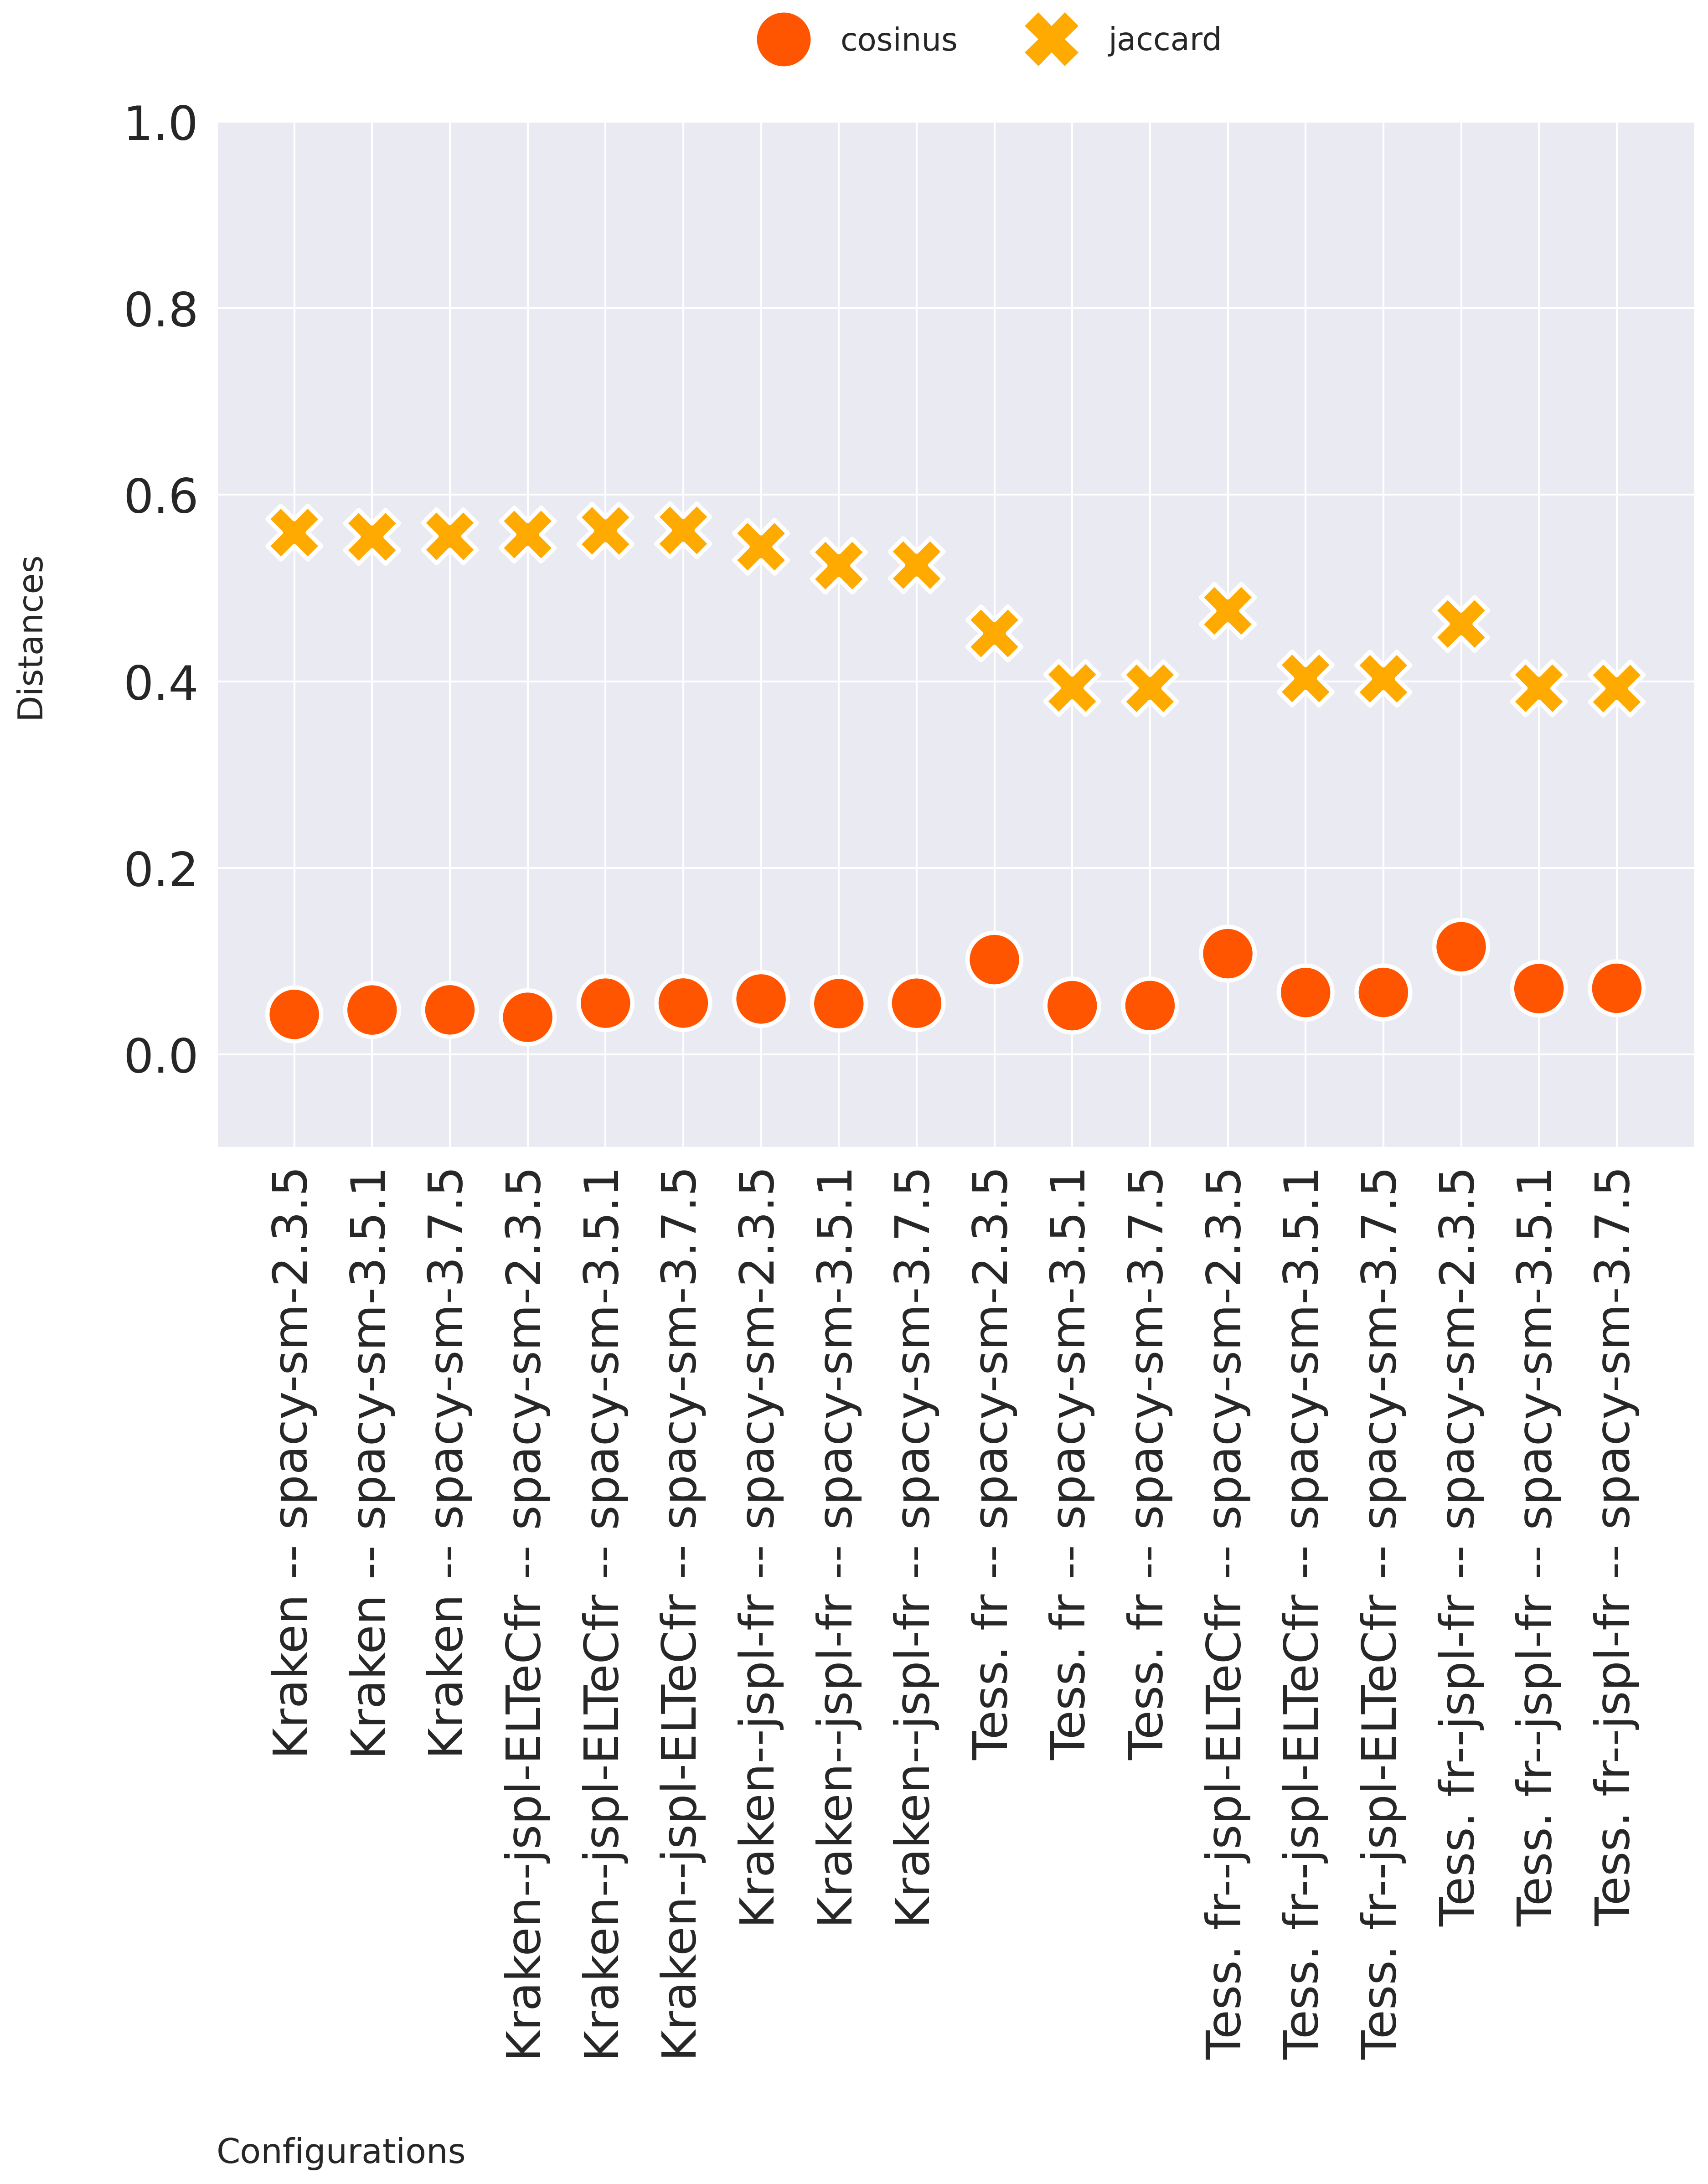 cosinus jaccard
1.0
0.8
0.6
0.4
0.2
0.0
Distances
Kraken -- spacy-sm-2.3.5
Kraken -- spacy-sm-3.5.1
Kraken -- spacy-sm-3.7.5
Kraken--jspl-ELTeCfr -- spacy-sm-2.3.5
Kraken--jspl-ELTeCfr -- spacy-sm-3.5.1
Kraken--jspl-ELTeCfr -- spacy-sm-3.7.5
Kraken--jspl-fr -- spacy-sm-2.3.5
Kraken--jspl-fr -- spacy-sm-3.5.1
Kraken--jspl-fr -- spacy-sm-3.7.5
Tess. fr -- spacy-sm-2.3.5
Tess. fr -- spacy-sm-3.5.1
Tess. fr -- spacy-sm-3.7.5
Tess. fr--jspl-ELTeCfr -- spacy-sm-2.3.5
Tess. fr--jspl-ELTeCfr -- spacy-sm-3.5.1
Tess. fr--jspl-ELTeCfr -- spacy-sm-3.7.5
Tess. fr--jspl-fr -- spacy-sm-2.3.5
Tess. fr--jspl-fr -- spacy-sm-3.5.1
Tess. fr--jspl-fr -- spacy-sm-3.7.5
Configurations